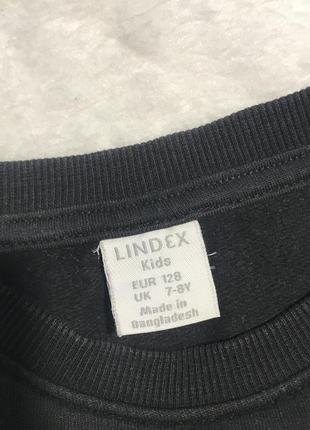 LINDEX
Kids
EUR 128
UK 7-8Y
Made in
Bangladesh